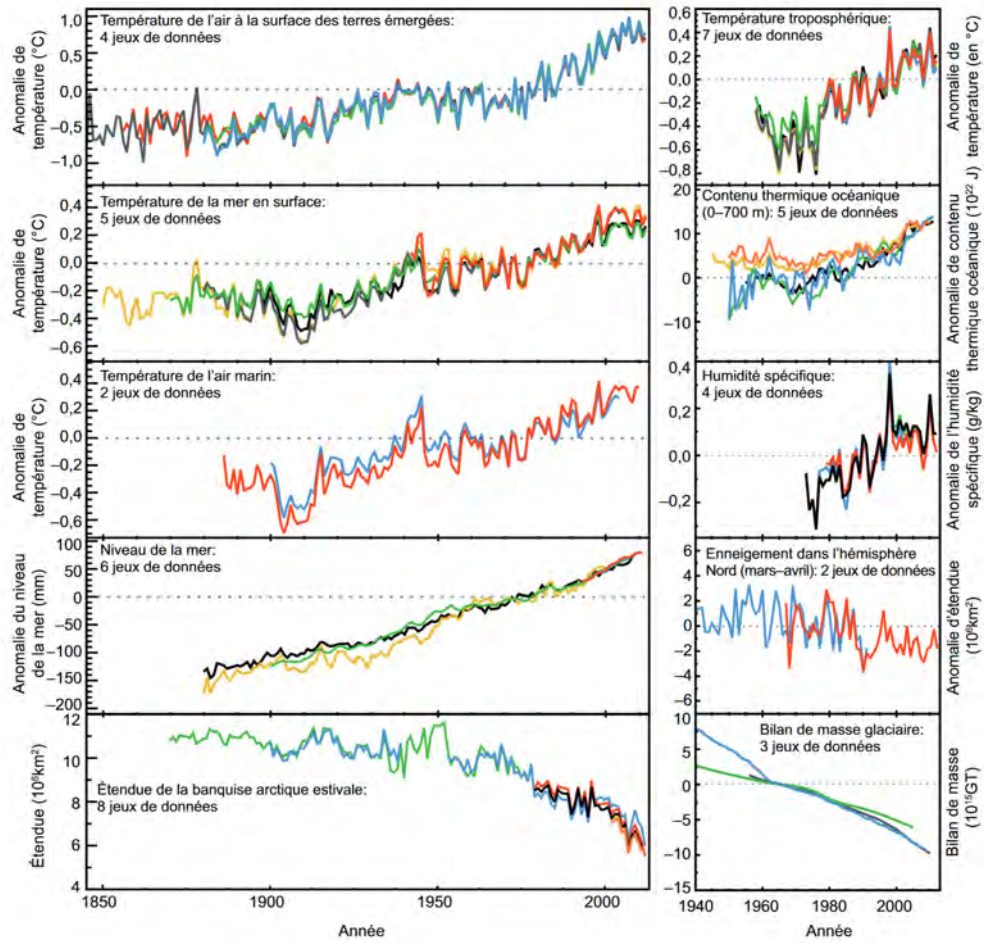 Température de l'air à la surface des terres émergées:
4 jeux de données
Anomalie de
température (°C)
1,0
0,5
0,0
–0,5
–1,0
Température de la mer en surface:
5 jeux de données
Anomalie de
température (°C)
0,4
0,2
0,0
–0,2
–0,4
–0,6
Température de l'air marin:
2 jeux de données
Anomalie de
température (°C)
0,4
0,2
0,0
–0,2
–0,4
–0,6
Niveau de la mer:
6 jeux de données
Anomalie du niveau
de la mer (mm)
100
50
0
–50
–100
–150
–200
Étendue de la banquise arctique estivale:
8 jeux de données
Étendue (10⁶km²)
12
10
8
6
4
1850
1900
1950
2000
Année
Température troposphérique:
7 jeux de données
Anomalie de
température (en °C)
0,6
0,4
0,2
0,0
–0,2
–0,4
–0,6
–0,8
Contenu thermique océanique
(0–700 m): 5 jeux de données
Anomalie de contenu
thermique océanique (10²² J)
20
10
0
–10
Humidité spécifique:
4 jeux de données
Anomalie de l'humidité
spécifique (g/kg)
0,4
0,2
0,0
–0,2
Enneigement dans l'hémisphère
Nord (mars–avril): 2 jeux de données
Anomalie d'étendue
(10⁶km²)
6
4
2
0
–2
–4
–6
Bilan de masse glaciaire:
3 jeux de données
Bilan de masse
(10¹⁵GT)
10
5
0
–5
–10
–15
1940
1960
1980
2000
Année